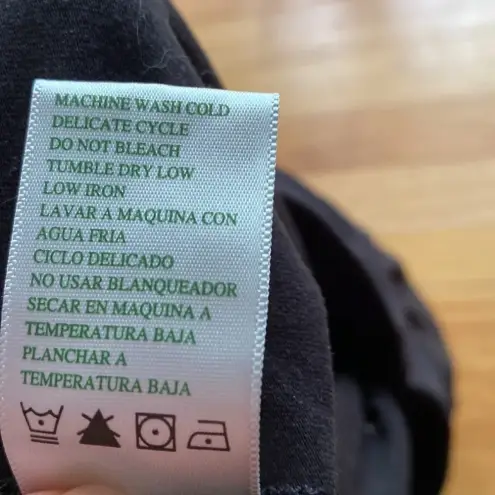 MACHINE WASH COLD
DELICATE CYCLE
DO NOT BLEACH
TUMBLE DRY LOW
LOW IRON
LAVAR A MAQUINA CON
AGUA FRIA
CICLO DELICADO
NO USAR BLANQUEADOR
SECAR EN MAQUINA A
TEMPERATURA BAJA
PLANCHAR A
TEMPERATURA BAJA